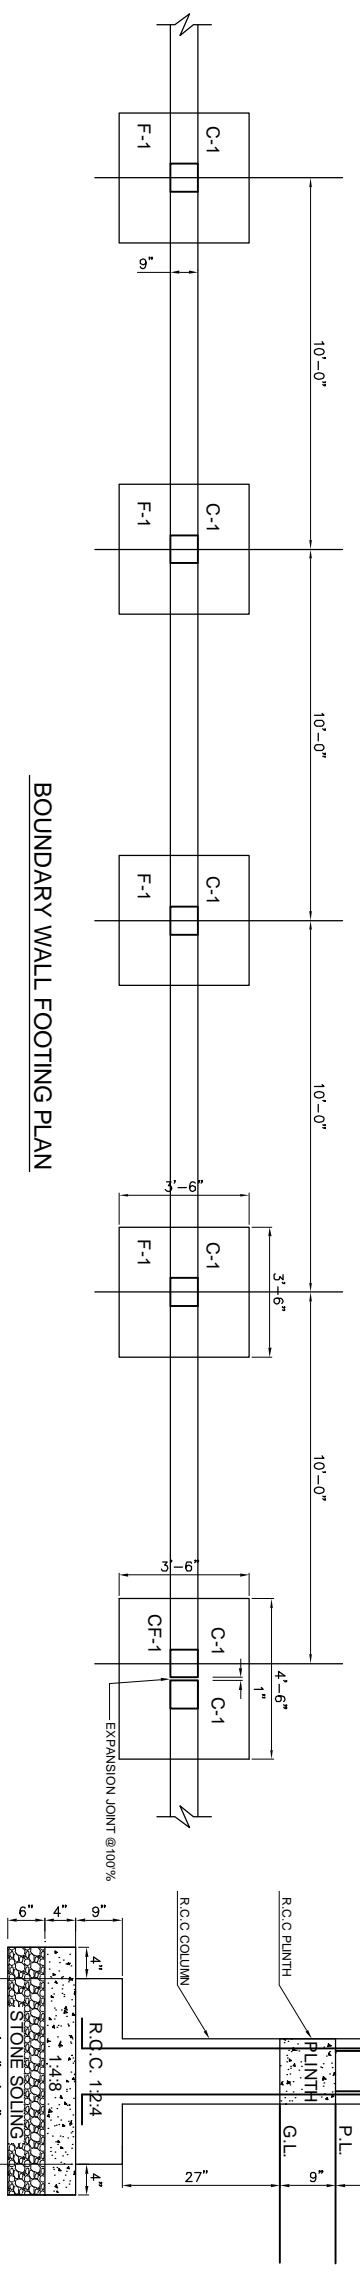 C-1
F-1
9"
10'-0"
C-1
F-1
10'-0"
C-1
F-1
10'-0"
3'-6"
C-1
F-1
3'-6"
10'-0"
3'-6"
C-1
CF-1
C-1
4'-6"
1"
EXPANSION JOINT @100'%
BOUNDARY WALL FOOTING PLAN
R.C.C COLUMN
R.C.C PLINTH
PLINTH
P.L.
G.L.
9"
27"
9"
4"
6"
4"
4"
R.C.C. 1:2:4
1:4:8
STONE SOLING